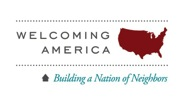 WELCOMING
AMERICA
Building a Nation of Neighbors